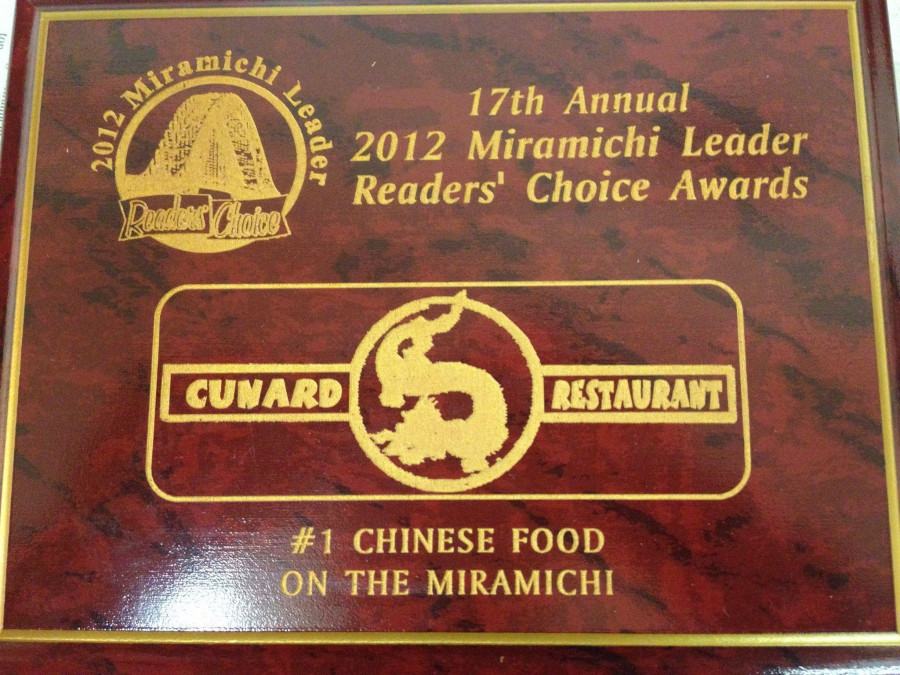 2012 Miramichi Leader
Readers' Choice
17th Annual
2012 Miramichi Leader
Readers' Choice Awards
CUNARD RESTAURANT
#1 CHINESE FOOD
ON THE MIRAMICHI